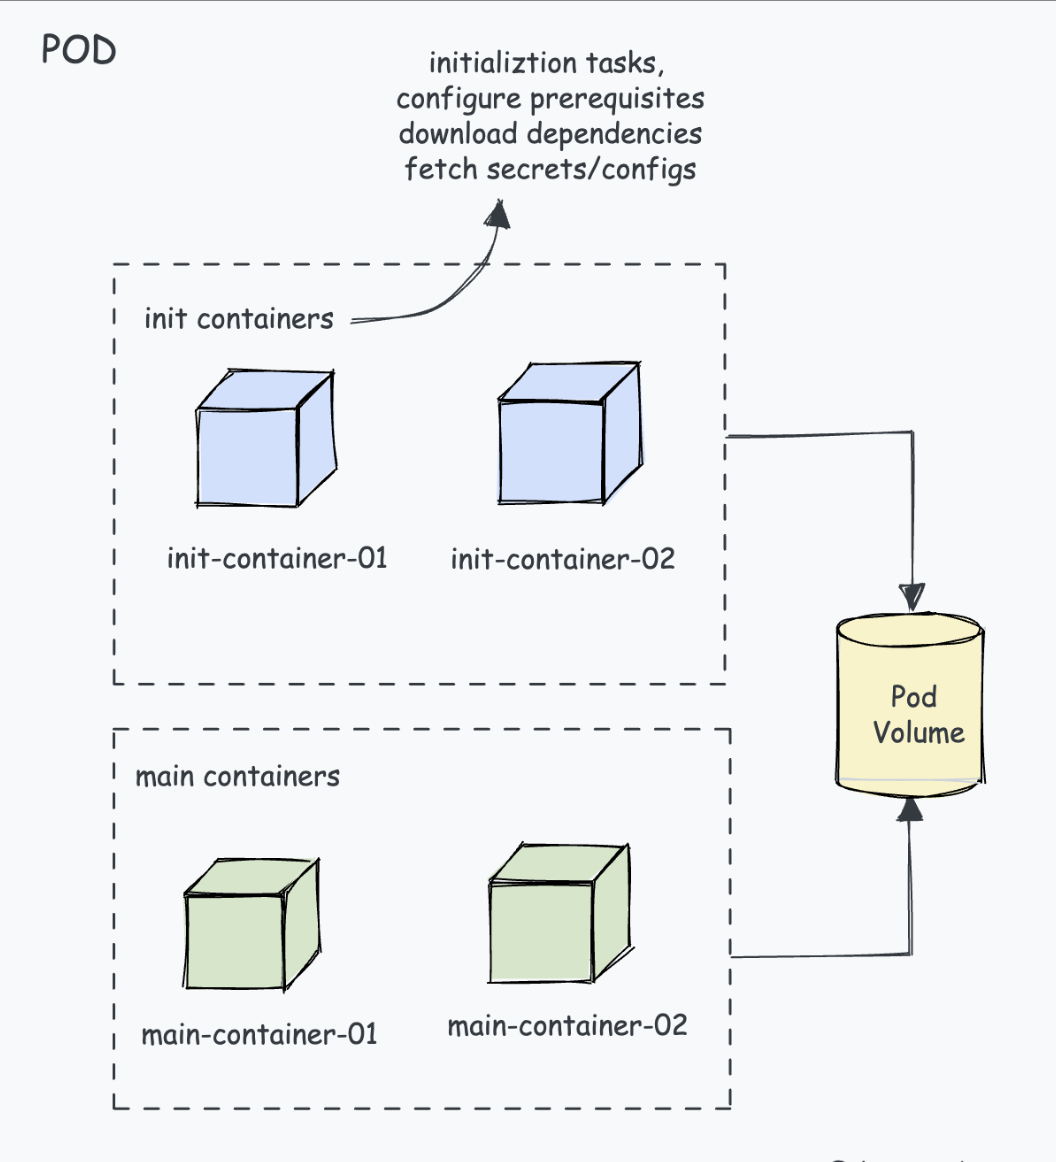 POD
initializtion tasks,
configure prerequisites
download dependencies
fetch secrets/configs
init containers
init-container-01
init-container-02
Pod
Volume
main containers
main-container-01
main-container-02